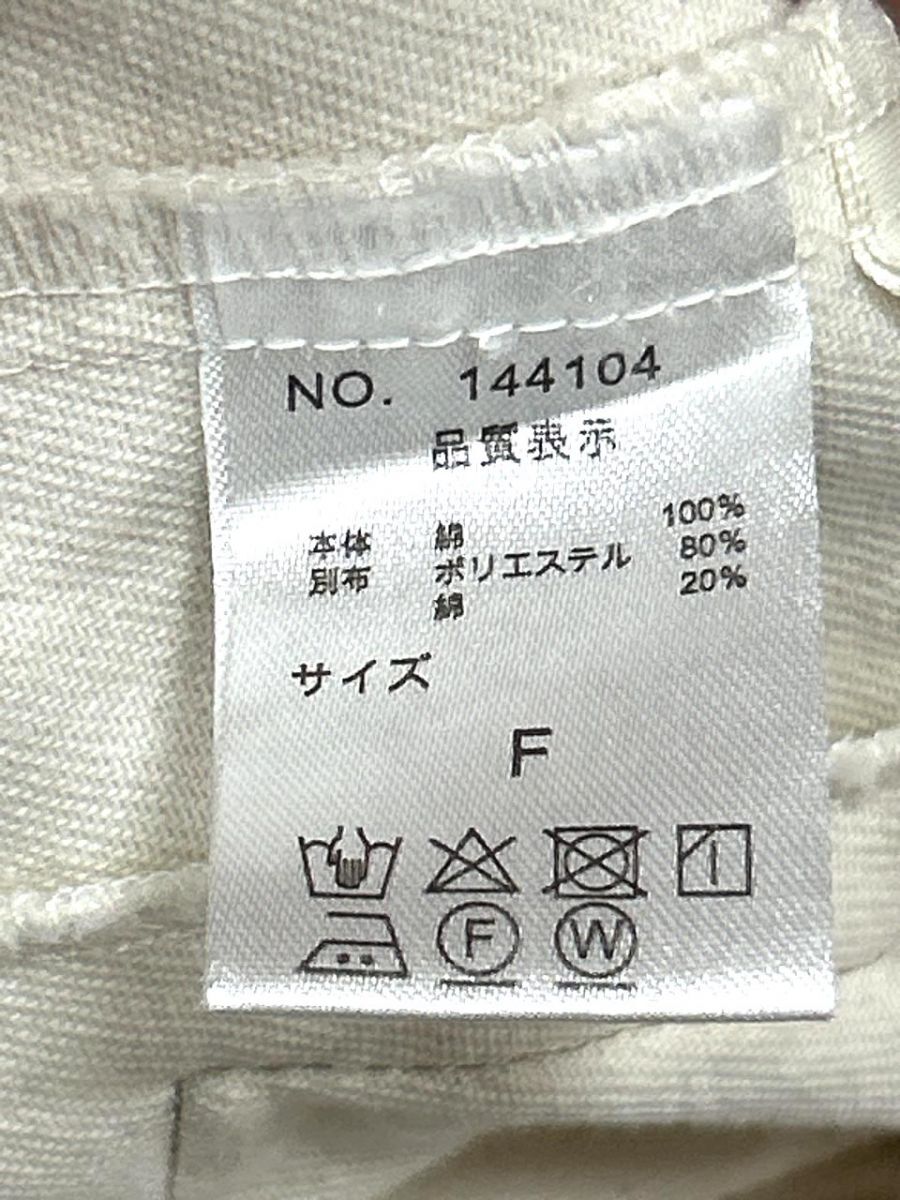 NO. 144104
品質表示
本体 綿 100%
別布 ポリエステル 80%
綿 20%
サイズ
F
F W